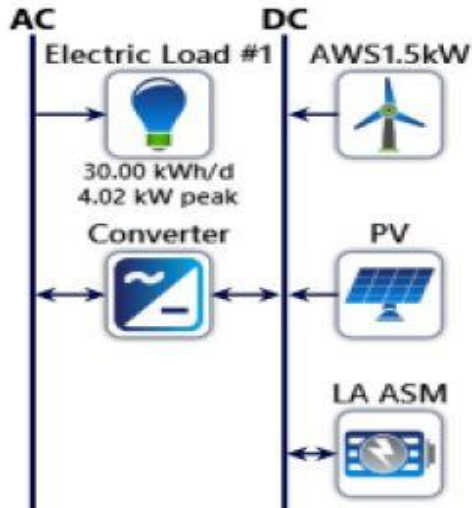 AC DC
Electric Load #1 AWS1.5kW
30.00 kWh/d
4.02 kW peak
Converter PV
LA ASM